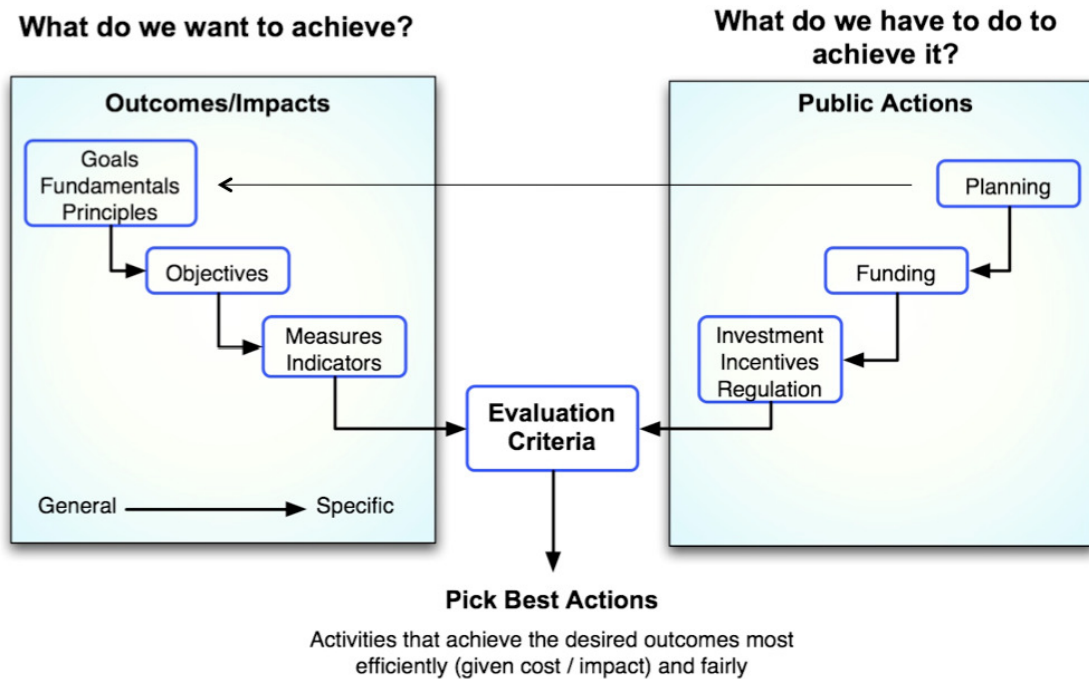 What do we want to achieve?
Outcomes/Impacts
Goals
Fundamentals
Principles
Objectives
Measures
Indicators
General
Specific
What do we have to do to
achieve it?
Public Actions
Planning
Funding
Investment
Incentives
Regulation
Evaluation
Criteria
Pick Best Actions
Activities that achieve the desired outcomes most
efficiently (given cost / impact) and fairly